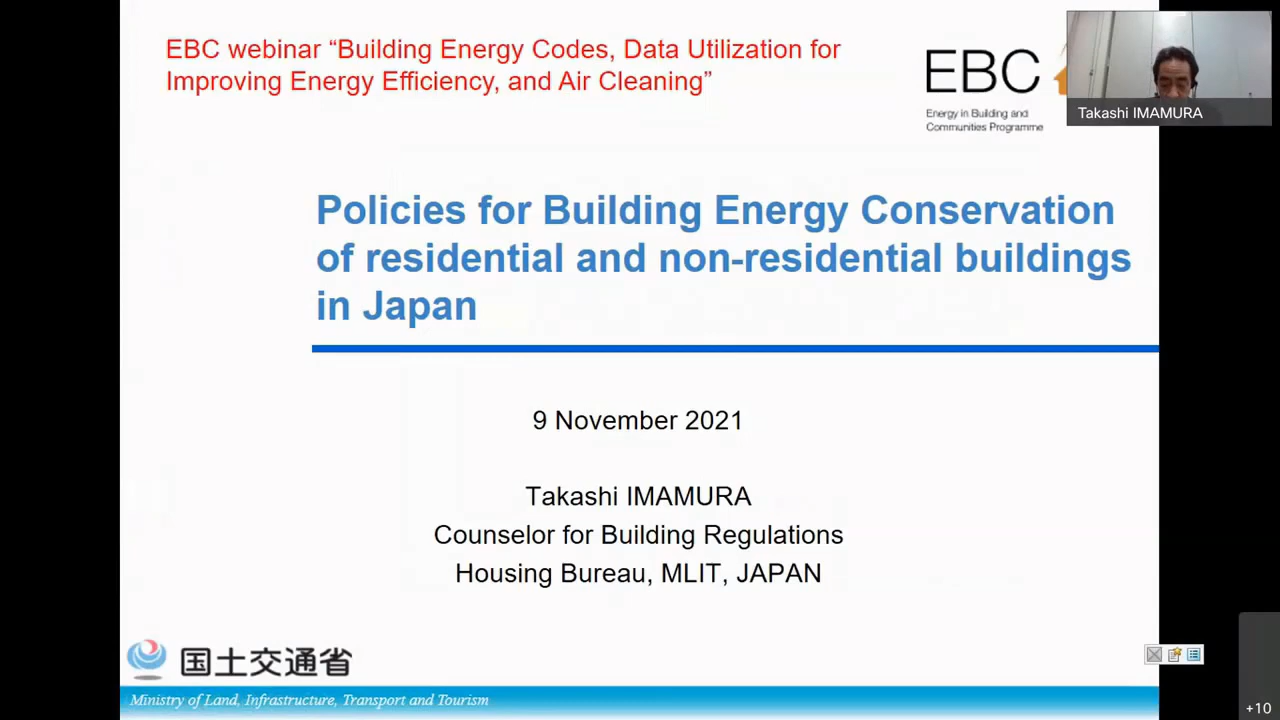 EBC webinar “Building Energy Codes, Data Utilization for
Improving Energy Efficiency, and Air Cleaning”
EBC
Energy in Building and
Communities Programme
Takashi IMAMURA
Policies for Building Energy Conservation
of residential and non-residential buildings
in Japan
9 November 2021
Takashi IMAMURA
Counselor for Building Regulations
Housing Bureau, MLIT, JAPAN
国土交通省
Ministry of Land, Infrastructure, Transport and Tourism
+10